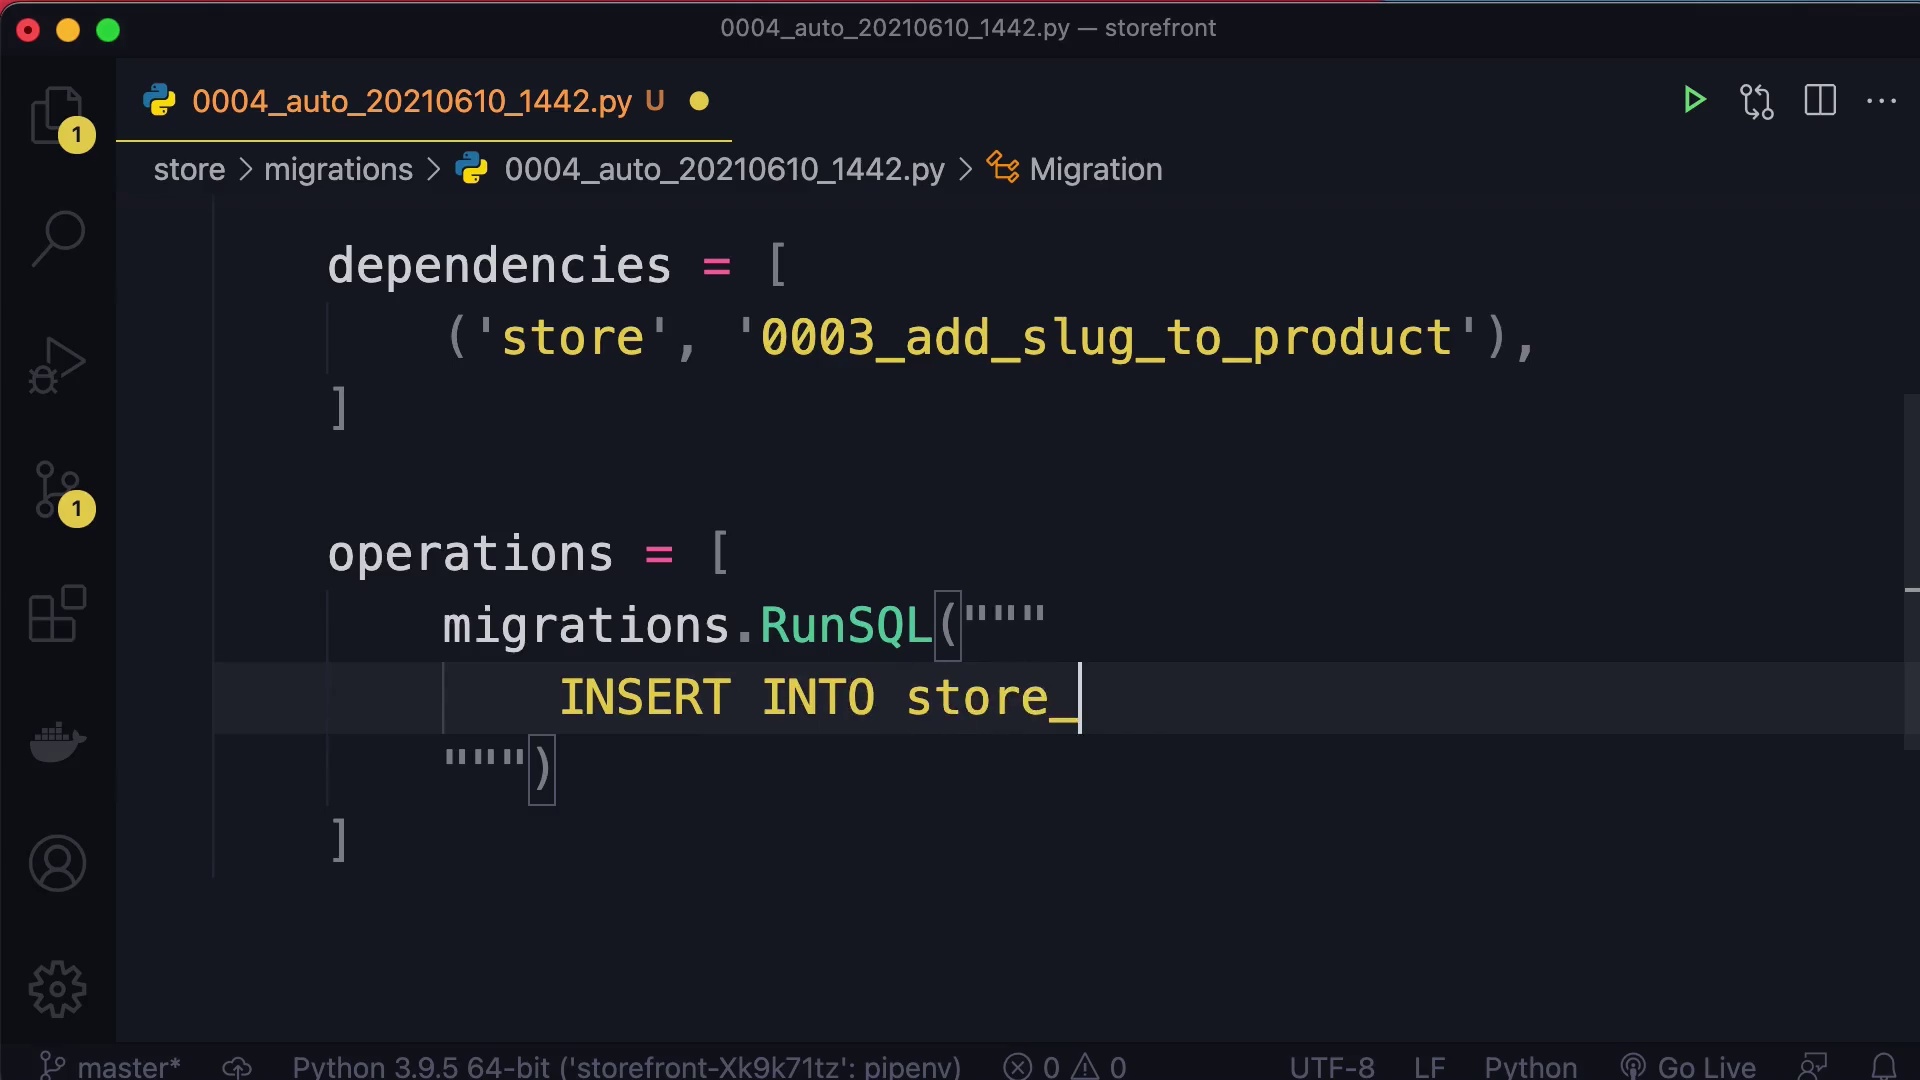 0004_auto_20210610_1442.py — storefront
0004_auto_20210610_1442.py U
1
store > migrations > 0004_auto_20210610_1442.py > Migration
dependencies = [
('store', '0003_add_slug_to_product'),
]
1
operations = [
migrations.RunSQL("""
INSERT INTO store_
""")
]
master* Python 3.9.5 64-bit ('storefront-Xk9k71tz': pipenv) 0 0 UTF-8 LF Python Go Live